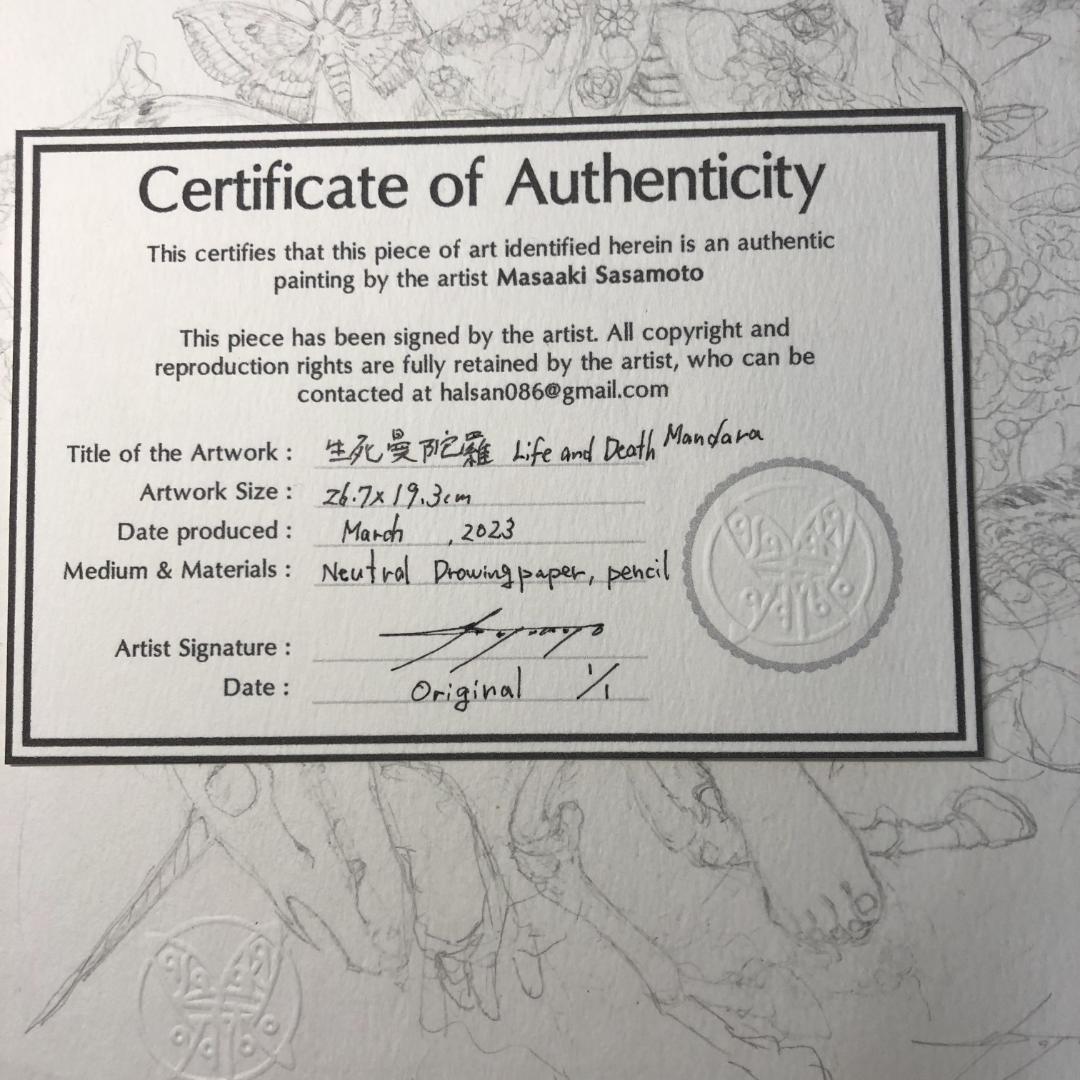 Certificate of Authenticity
This certifies that this piece of art identified herein is an authentic
painting by the artist Masaaki Sasamoto
This piece has been signed by the artist. All copyright and
reproduction rights are fully retained by the artist, who can be
contacted at halsan086@gmail.com
Title of the Artwork : 生死曼陀羅 Life and Death Mandara
Artwork Size : 26.7x19.3cm
Date produced : March , 2023
Medium & Materials : Neutral Drowing paper, pencil
Artist Signature :
Date : Original 1/1